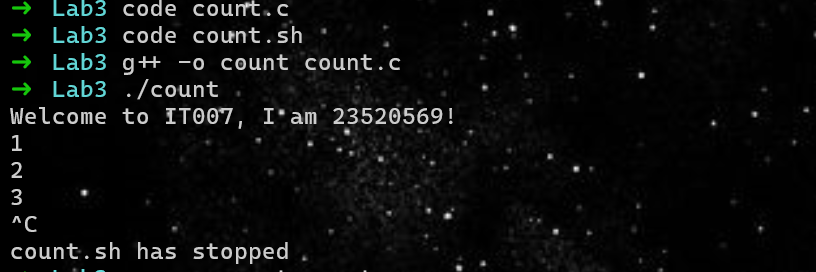 ➜ Lab3 code count.c
➜ Lab3 code count.sh
➜ Lab3 g++ -o count count.c
➜ Lab3 ./count
Welcome to IT007, I am 23520569!
1
2
3
^C
count.sh has stopped